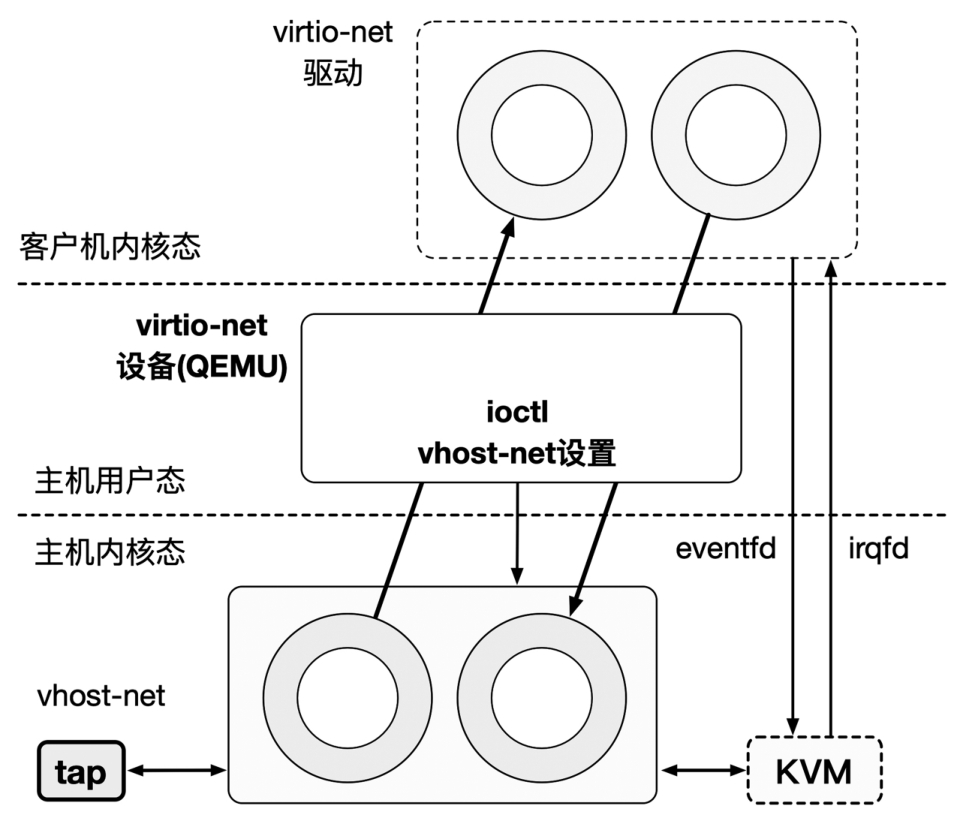 virtio-net
驱动
客户机内核态
virtio-net
设备(QEMU)
ioctl
vhost-net设置
主机用户态
主机内核态
eventfd
irqfd
vhost-net
tap
KVM